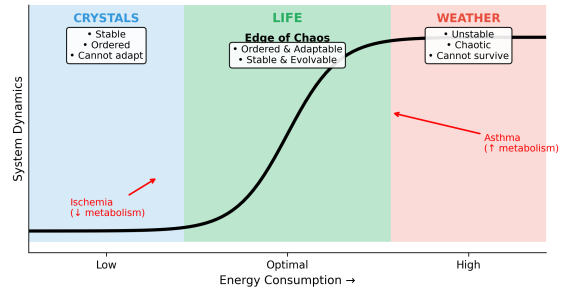 CRYSTALS
• Stable
• Ordered
• Cannot adapt
LIFE
Edge of Chaos
• Ordered & Adaptable
• Stable & Evolvable
WEATHER
• Unstable
• Chaotic
• Cannot survive
System Dynamics
Asthma
(↑ metabolism)
Ischemia
(↓ metabolism)
Low
Optimal
High
Energy Consumption →